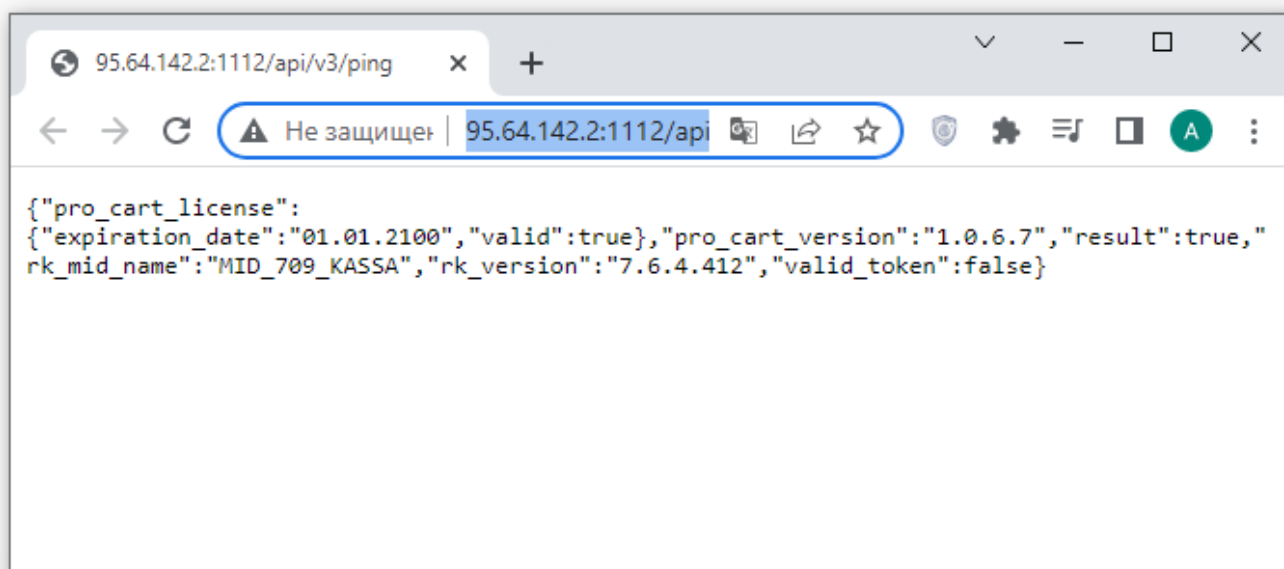 95.64.142.2:1112/api/v3/ping
Не защищен
95.64.142.2:1112/api
A
{"pro_cart_license":
{"expiration_date":"01.01.2100","valid":true},"pro_cart_version":"1.0.6.7","result":true,"
rk_mid_name":"MID_709_KASSA","rk_version":"7.6.4.412","valid_token":false}